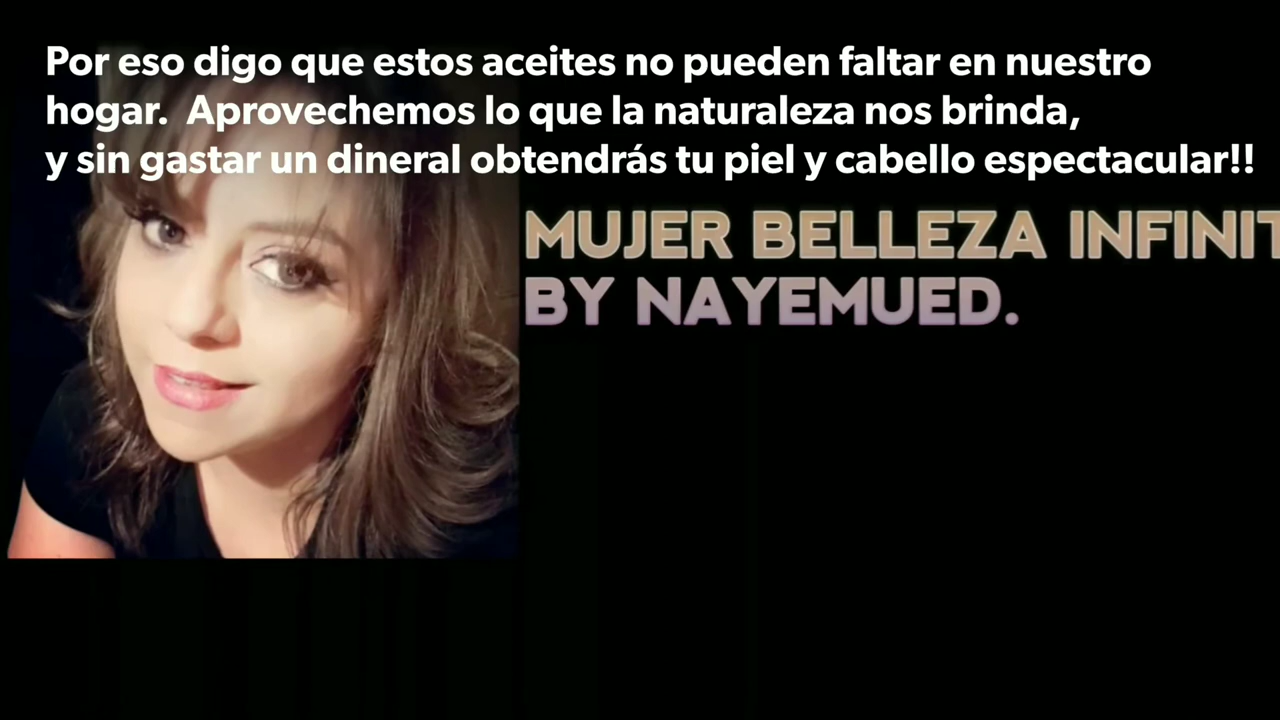 Por eso digo que estos aceites no pueden faltar en nuestro
hogar. Aprovechemos lo que la naturaleza nos brinda,
y sin gastar un dineral obtendrás tu piel y cabello espectacular!!
MUJER BELLEZA INFINIT
BY NAYEMUED.